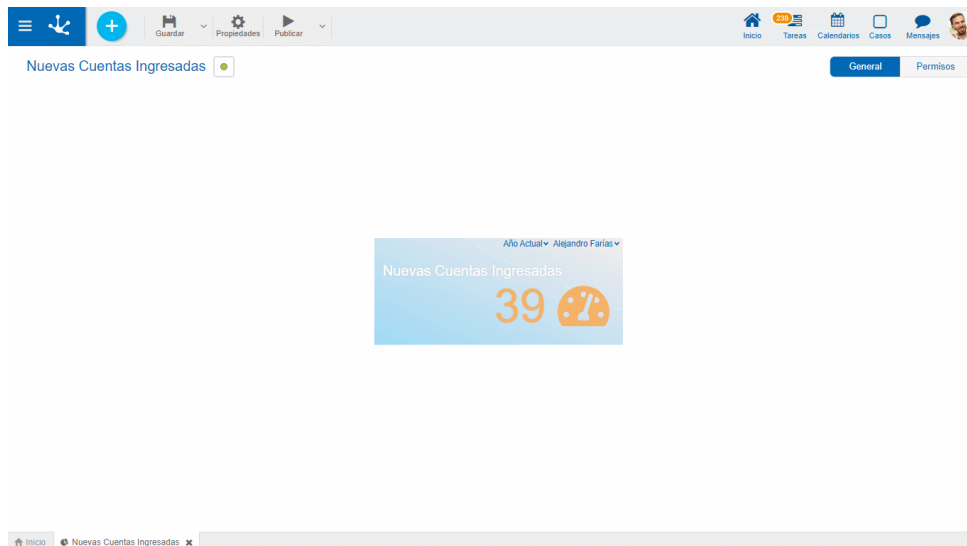 Guardar
Propiedades
Publicar
Inicio
238
Tareas
Calendarios
Casos
Mensajes
Nuevas Cuentas Ingresadas
General
Permisos
Año Actual
Alejandro Farías
Nuevas Cuentas Ingresadas
39
Inicio
Nuevas Cuentas Ingresadas